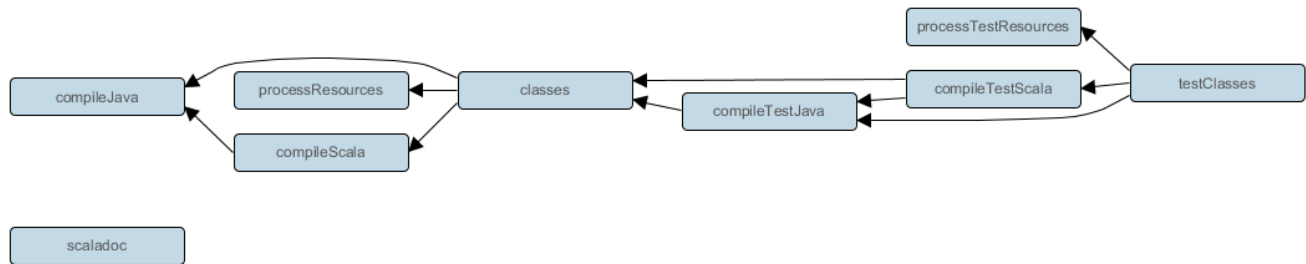 processTestResources
compileJava
processResources
classes
compileTestScala
testClasses
compileTestJava
compileScala
scaladoc